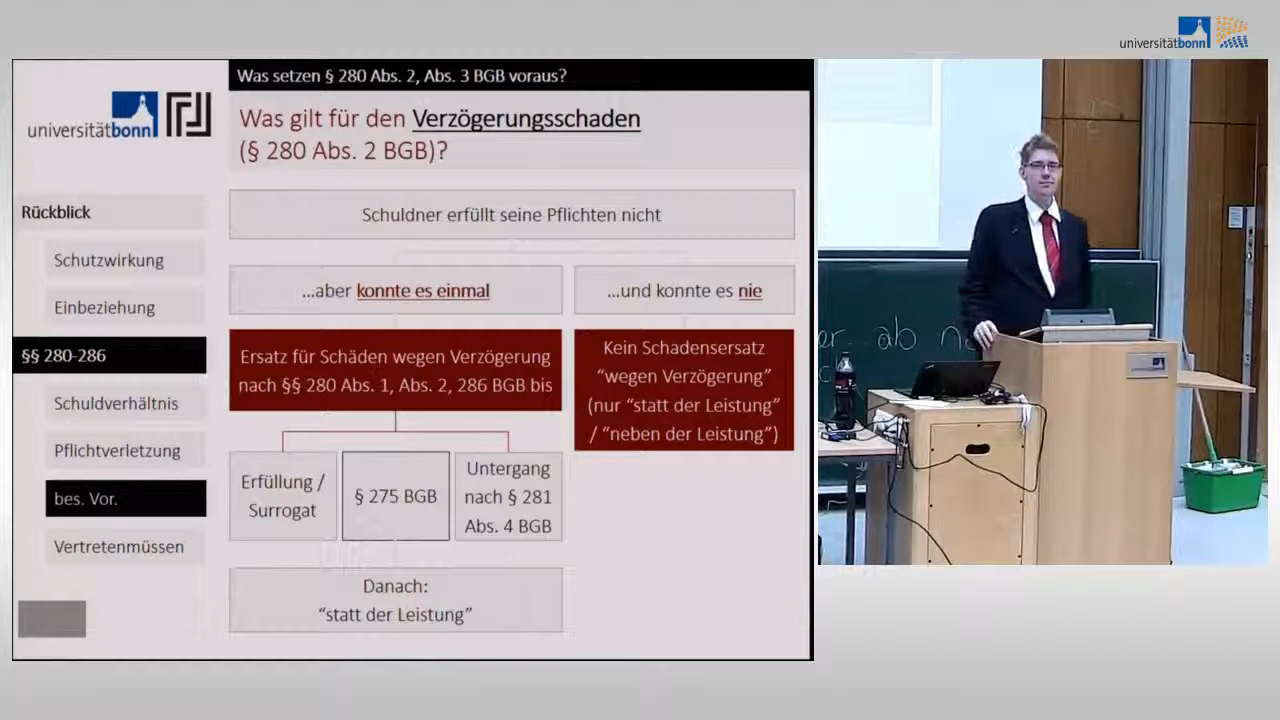 universitätbonn
Was setzen § 280 Abs. 2, Abs. 3 BGB voraus?
universitätbonn
Was gilt für den Verzögerungsschaden
(§ 280 Abs. 2 BGB)?
Rückblick
Schutzwirkung
Einbeziehung
§§ 280-286
Schuldverhältnis
Pflichtverletzung
bes. Vor.
Vertretenmüssen
Schuldner erfüllt seine Pflichten nicht
…aber konnte es einmal
…und konnte es nie
Ersatz für Schäden wegen Verzögerung
nach §§ 280 Abs. 1, Abs. 2, 286 BGB bis
Kein Schadensersatz
“wegen Verzögerung”
(nur “statt der Leistung”
/ “neben der Leistung”)
Erfüllung /
Surrogat
§ 275 BGB
Untergang
nach § 281
Abs. 4 BGB
Danach:
“statt der Leistung”
ab